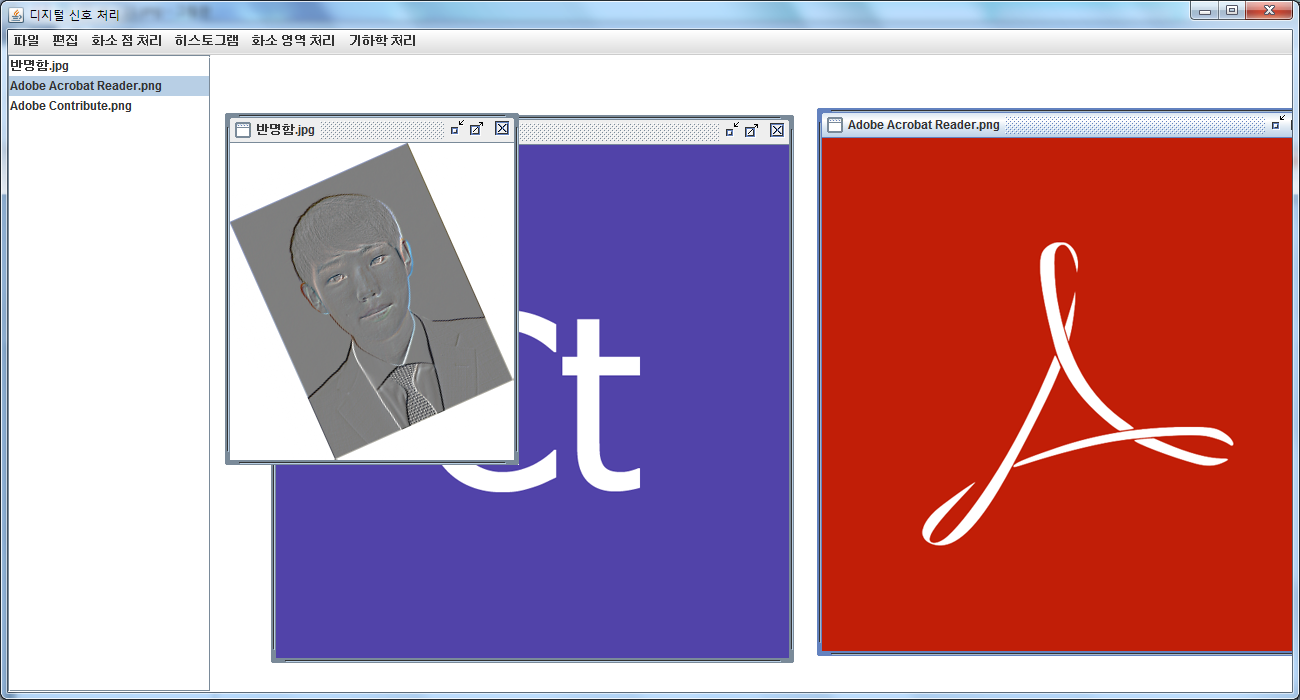 디지털 신호 처리
파일 편집 화소 점 처리 히스토그램 화소 영역 처리 기하학 처리
반명함.jpg
Adobe Acrobat Reader.png
Adobe Contribute.png
반명함.jpg
Adobe Acrobat Reader.png
Ct